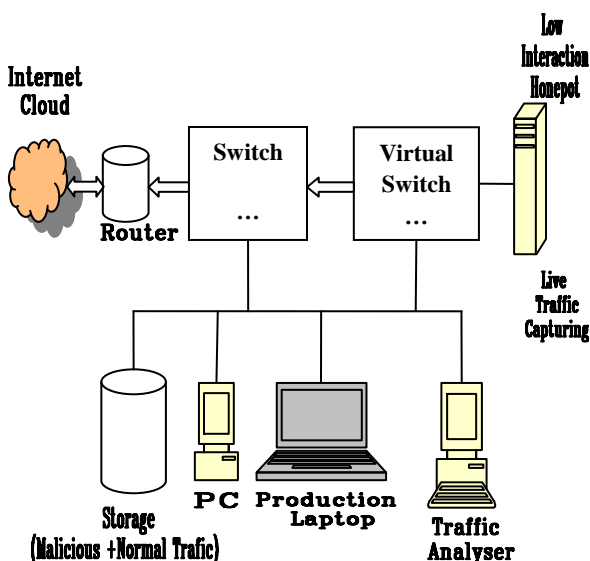 Low
Interaction
Honepot
Internet
Cloud
Switch
...
Virtual
Switch
...
Router
Live
Traffic
Capturing
Storage
(Malicious +Normal Trafic)
PC
Production
Laptop
Traffic
Analyser